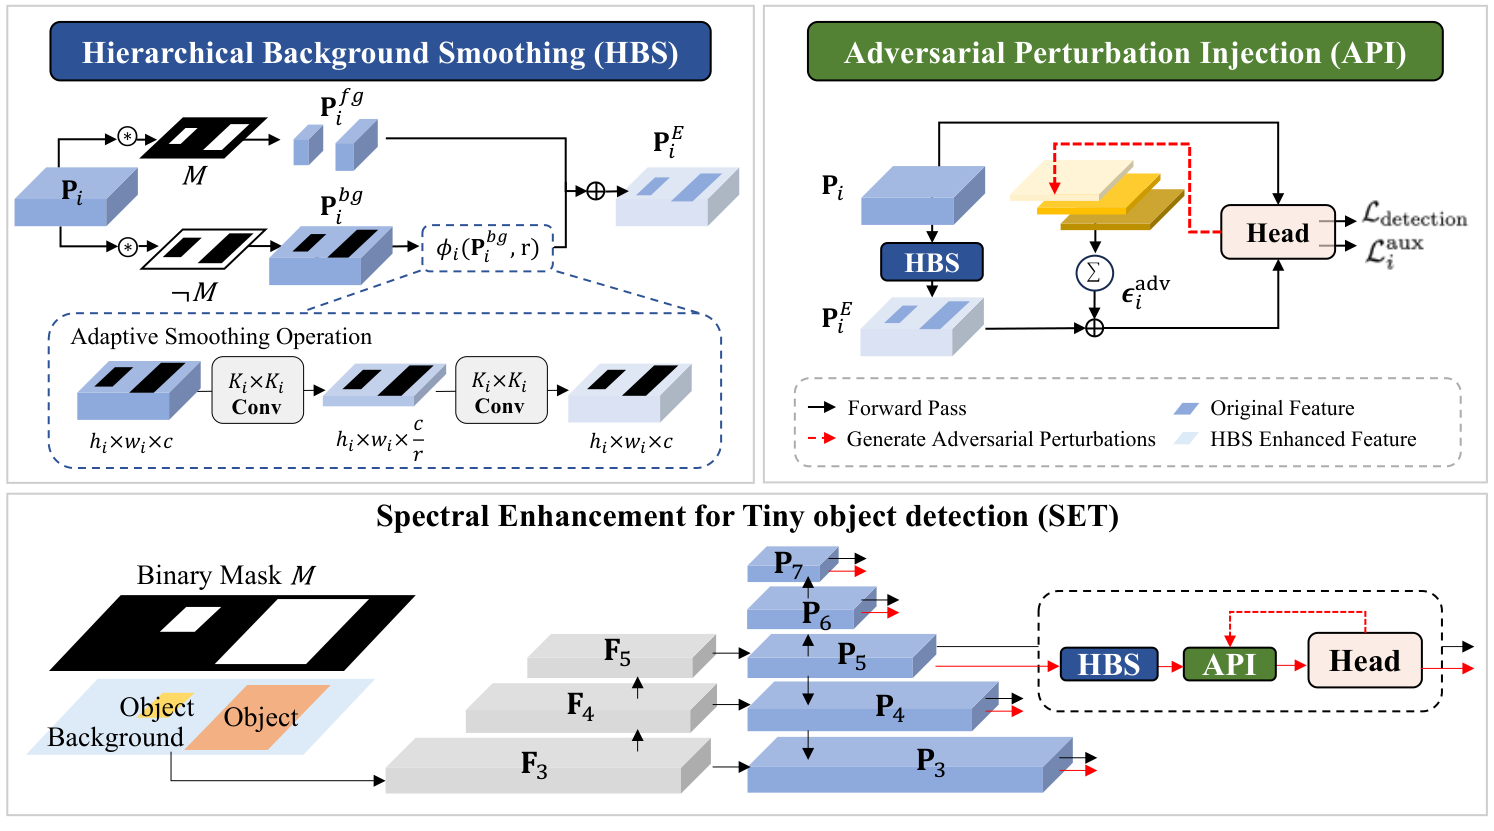 Hierarchical Background Smoothing (HBS)
P_i
M
P_i^{fg}
¬M
P_i^{bg}
ϕ_i(P_i^{bg}, r)
P_i^E
Adaptive Smoothing Operation
K_i×K_i
Conv
K_i×K_i
Conv
h_i×w_i×c
h_i×w_i×c/r
h_i×w_i×c
Adversarial Perturbation Injection (API)
P_i
HBS
P_i^E
Σ
ϵ_i^{adv}
Head
ℒ_detection
ℒ_i^{aux}
Forward Pass
Original Feature
Generate Adversarial Perturbations
HBS Enhanced Feature
Spectral Enhancement for Tiny object detection (SET)
Binary Mask M
Object
Object
Background
F_5
F_4
F_3
P_7
P_6
P_5
P_4
P_3
HBS
API
Head